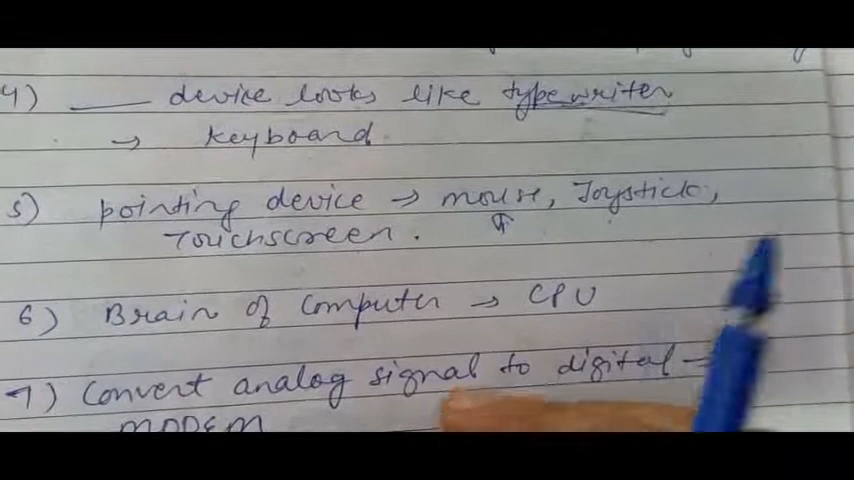 4) ____ device looks like typewriter
→ keyboard.
5) pointing device → mouse, Joystick,
Touchscreen.
6) Brain of Computer → CPU
7) Convert analog signal to digital →
MODEM